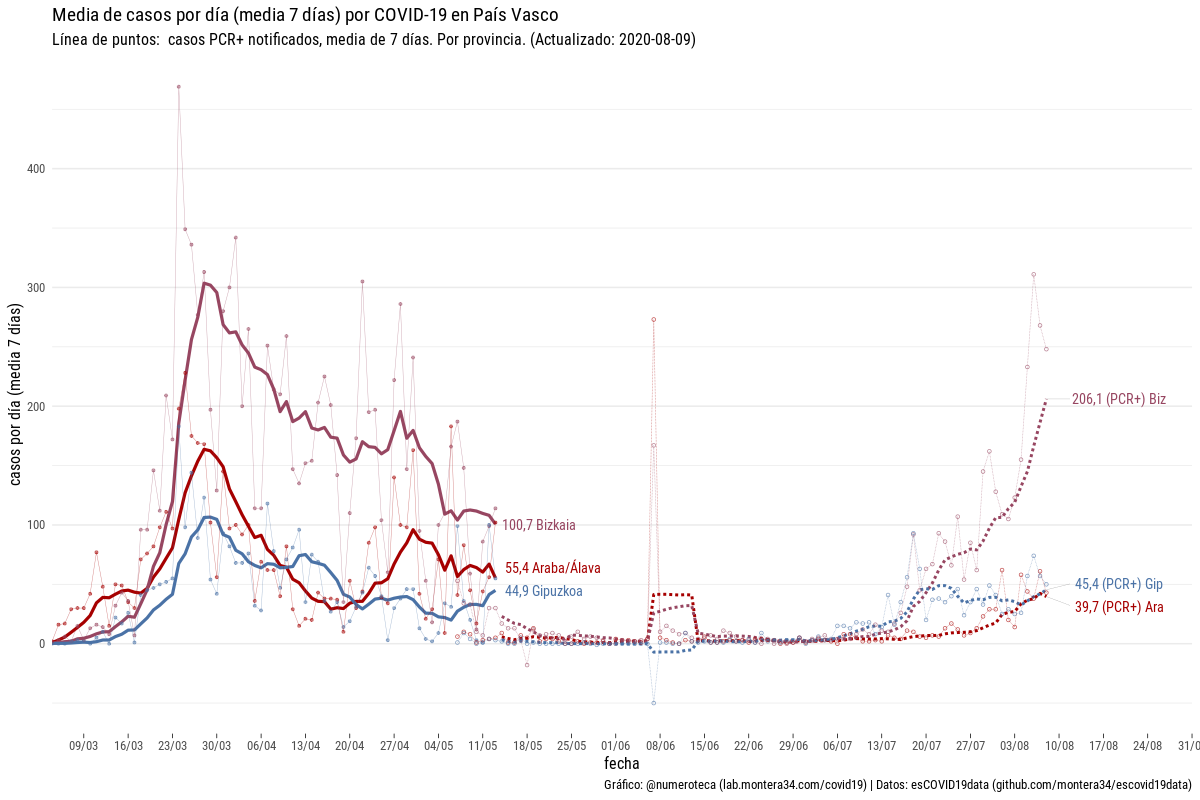 Media de casos por día (media 7 días) por COVID-19 en País Vasco
Línea de puntos:  casos PCR+ notificados, media de 7 días. Por provincia. (Actualizado: 2020-08-09)
casos por día (media 7 días)
400
300
200
100
0
206,1 (PCR+) Biz
100,7 Bizkaia
55,4 Araba/Álava
44,9 Gipuzkoa
45,4 (PCR+) Gip
39,7 (PCR+) Ara
09/03 16/03 23/03 30/03 06/04 13/04 20/04 27/04 04/05 11/05 18/05 25/05 01/06 08/06 15/06 22/06 29/06 06/07 13/07 20/07 27/07 03/08 10/08 17/08 24/08 31/0
fecha
Gráfico: @numeroteca (lab.montera34.com/covid19) | Datos: esCOVID19data (github.com/montera34/escovid19data)